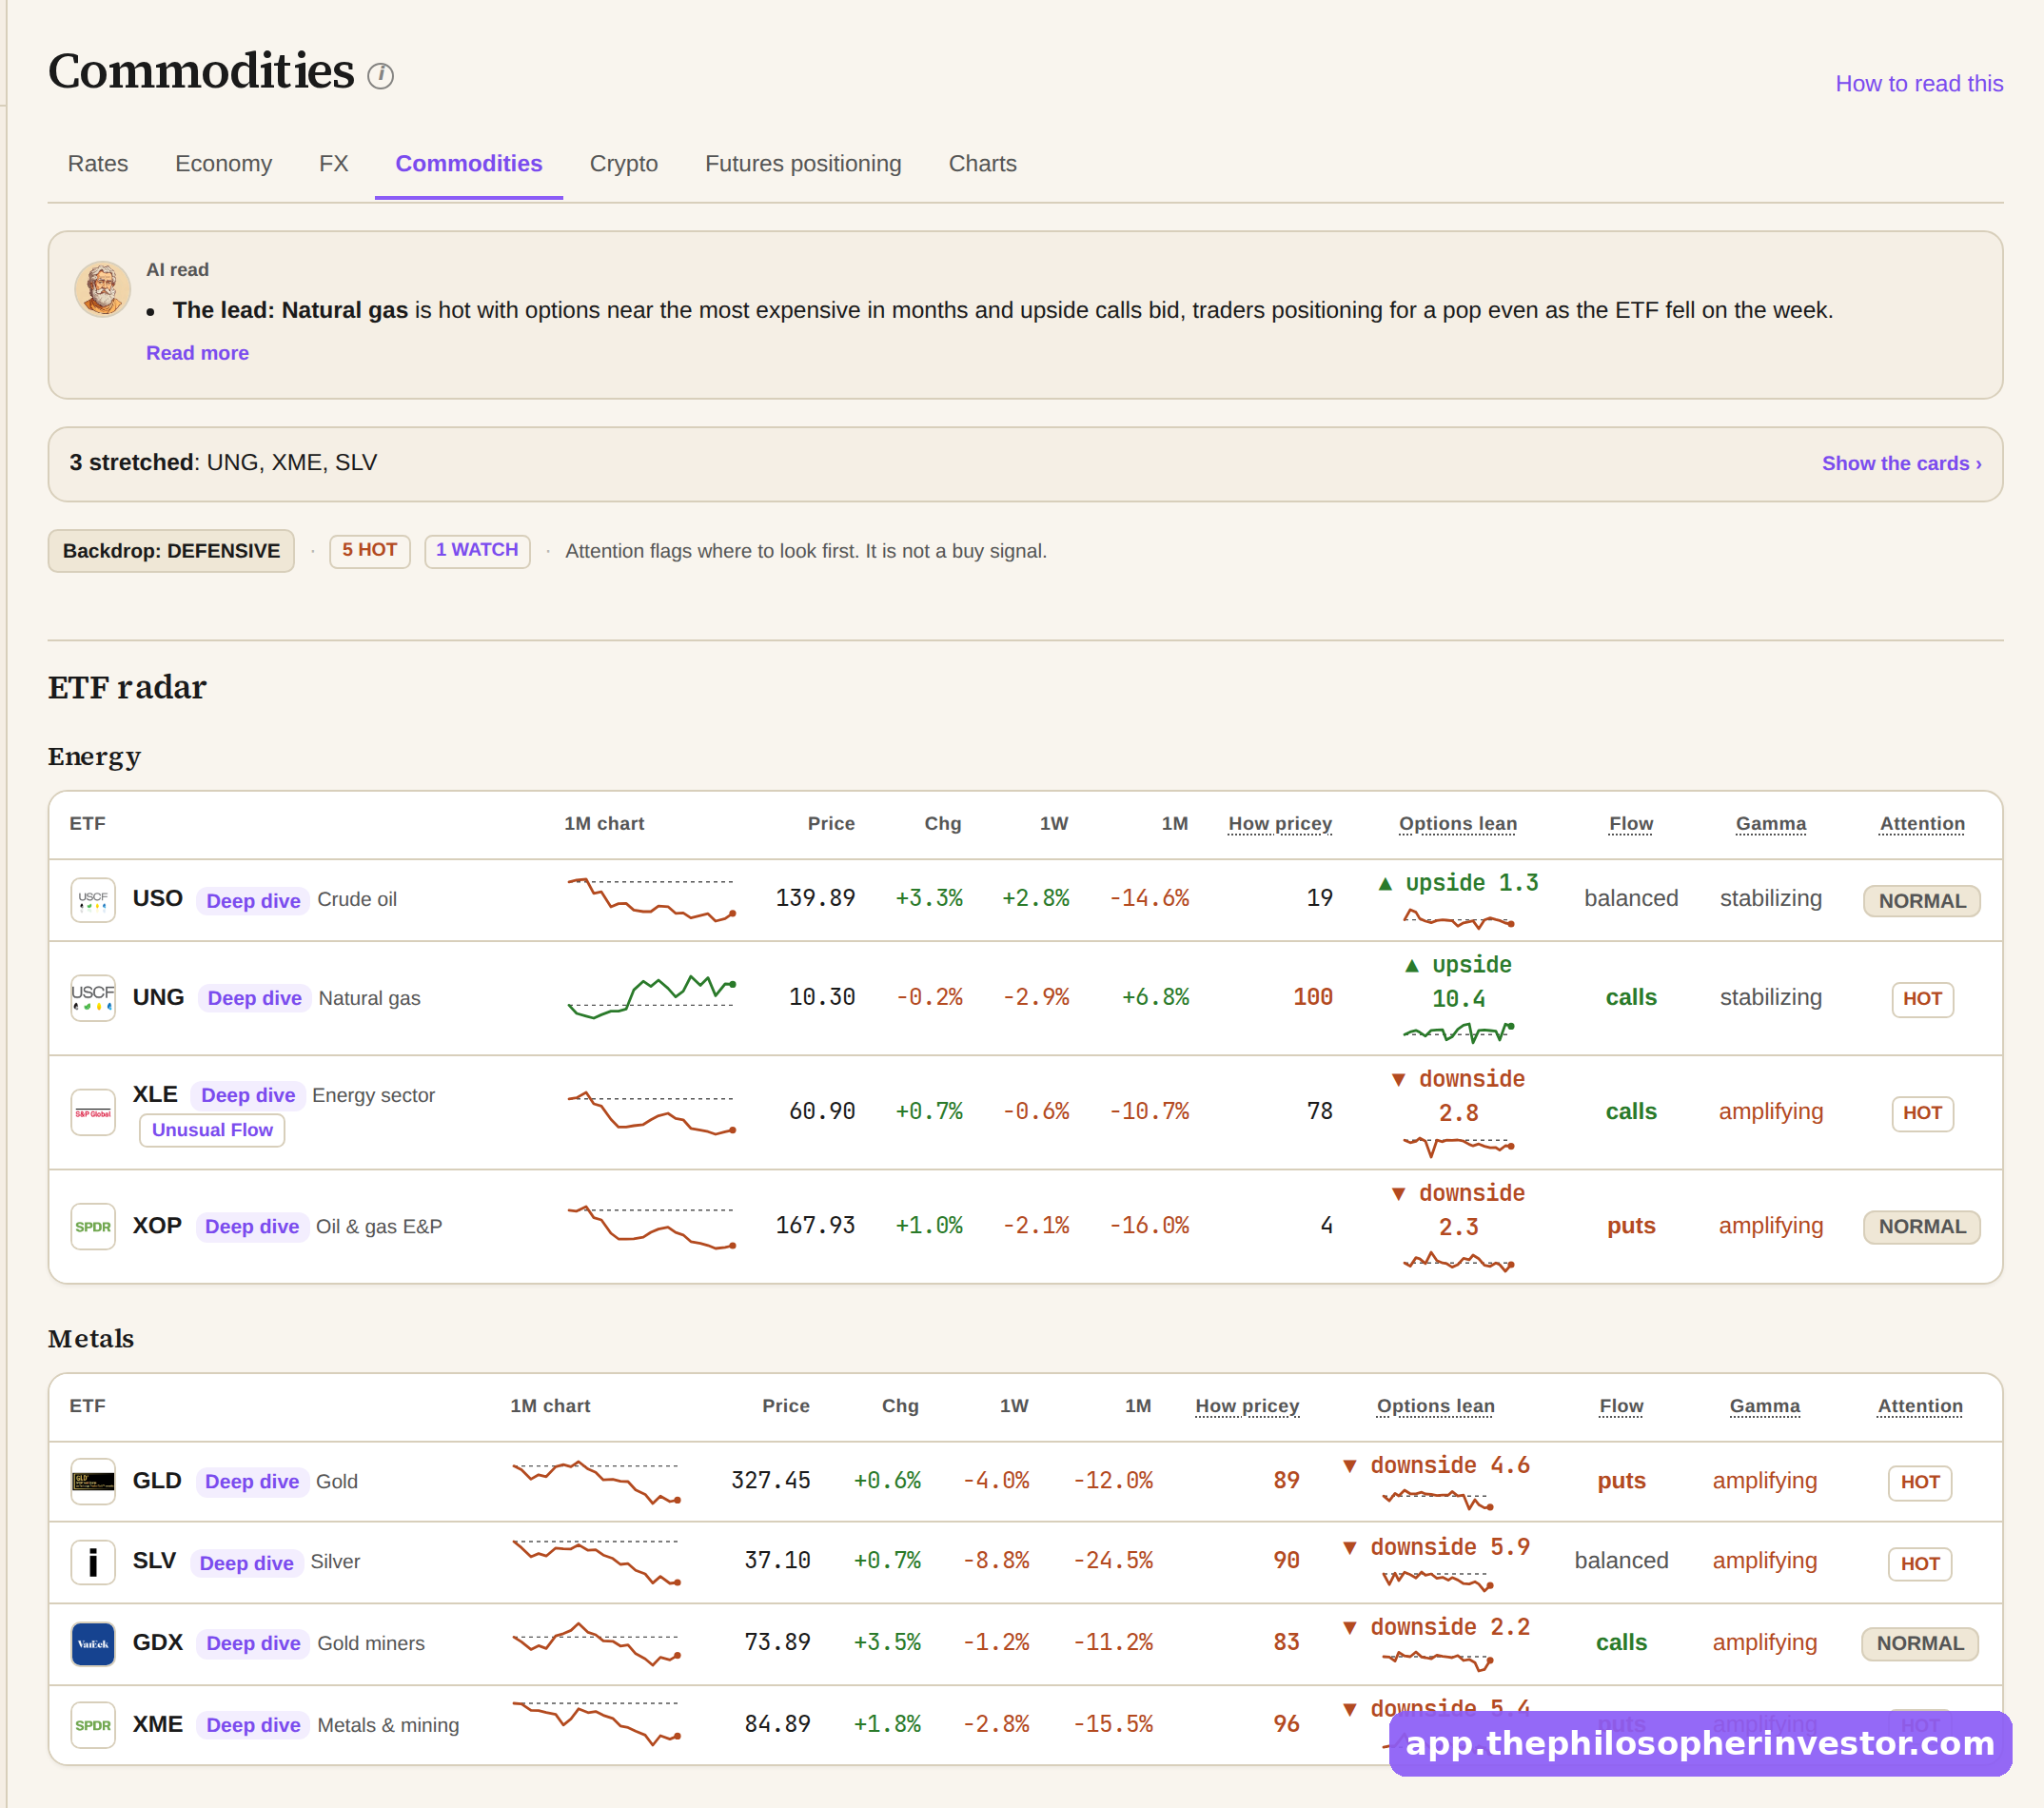 Commodities i
How to read this
Rates Economy FX Commodities Crypto Futures positioning Charts
AI read
• The lead: Natural gas is hot with options near the most expensive in months and upside calls bid, traders positioning for a pop even as the ETF fell on the week.
Read more
3 stretched: UNG, XME, SLV
Show the cards ›
Backdrop: DEFENSIVE · 5 HOT 1 WATCH · Attention flags where to look first. It is not a buy signal.
ETF radar
Energy
ETF 1M chart Price Chg 1W 1M How pricey Options lean Flow Gamma Attention
USCF USO Deep dive Crude oil 139.89 +3.3% +2.8% -14.6% 19 ▲ upside 1.3 balanced stabilizing NORMAL
USCF UNG Deep dive Natural gas 10.30 -0.2% -2.9% +6.8% 100 ▲ upside 10.4 calls stabilizing HOT
S&P Global XLE Deep dive Energy sector Unusual Flow 60.90 +0.7% -0.6% -10.7% 78 ▼ downside 2.8 calls amplifying HOT
SPDR XOP Deep dive Oil & gas E&P 167.93 +1.0% -2.1% -16.0% 4 ▼ downside 2.3 puts amplifying NORMAL
Metals
ETF 1M chart Price Chg 1W 1M How pricey Options lean Flow Gamma Attention
GLD Deep dive Gold 327.45 +0.6% -4.0% -12.0% 89 ▼ downside 4.6 puts amplifying HOT
i SLV Deep dive Silver 37.10 +0.7% -8.8% -24.5% 90 ▼ downside 5.9 balanced amplifying HOT
VanEck GDX Deep dive Gold miners 73.89 +3.5% -1.2% -11.2% 83 ▼ downside 2.2 calls amplifying NORMAL
SPDR XME Deep dive Metals & mining 84.89 +1.8% -2.8% -15.5% 96 ▼ downside 5.4 puts amplifying HOT
app.thephilosopherinvestor.com